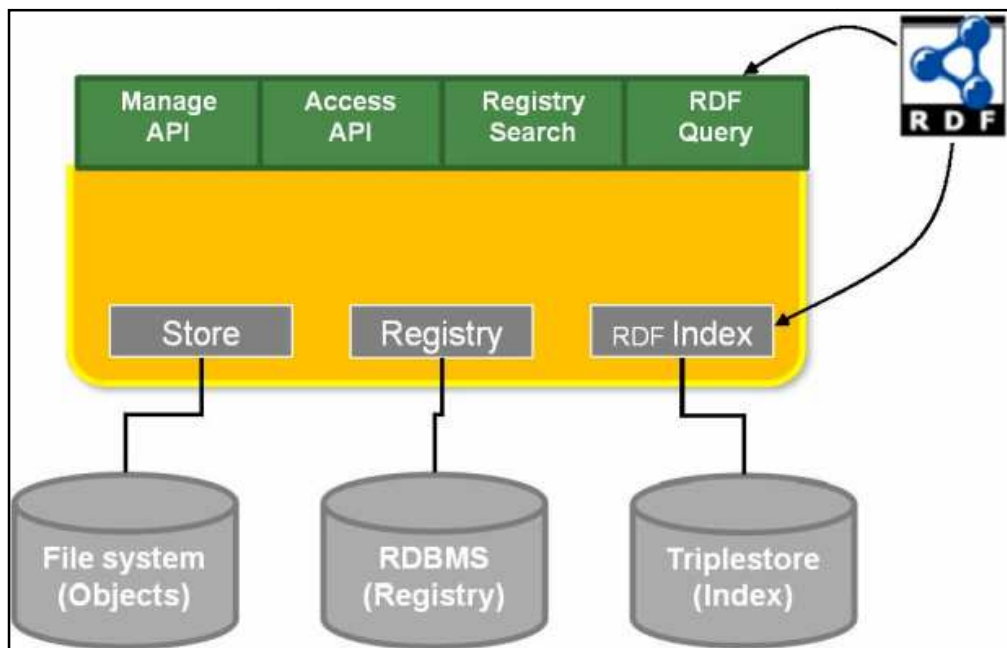 Manage
API
Access
API
Registry
Search
RDF
Query
R D F
Store
Registry
RDF Index
File system
(Objects)
RDBMS
(Registry)
Triplestore
(Index)